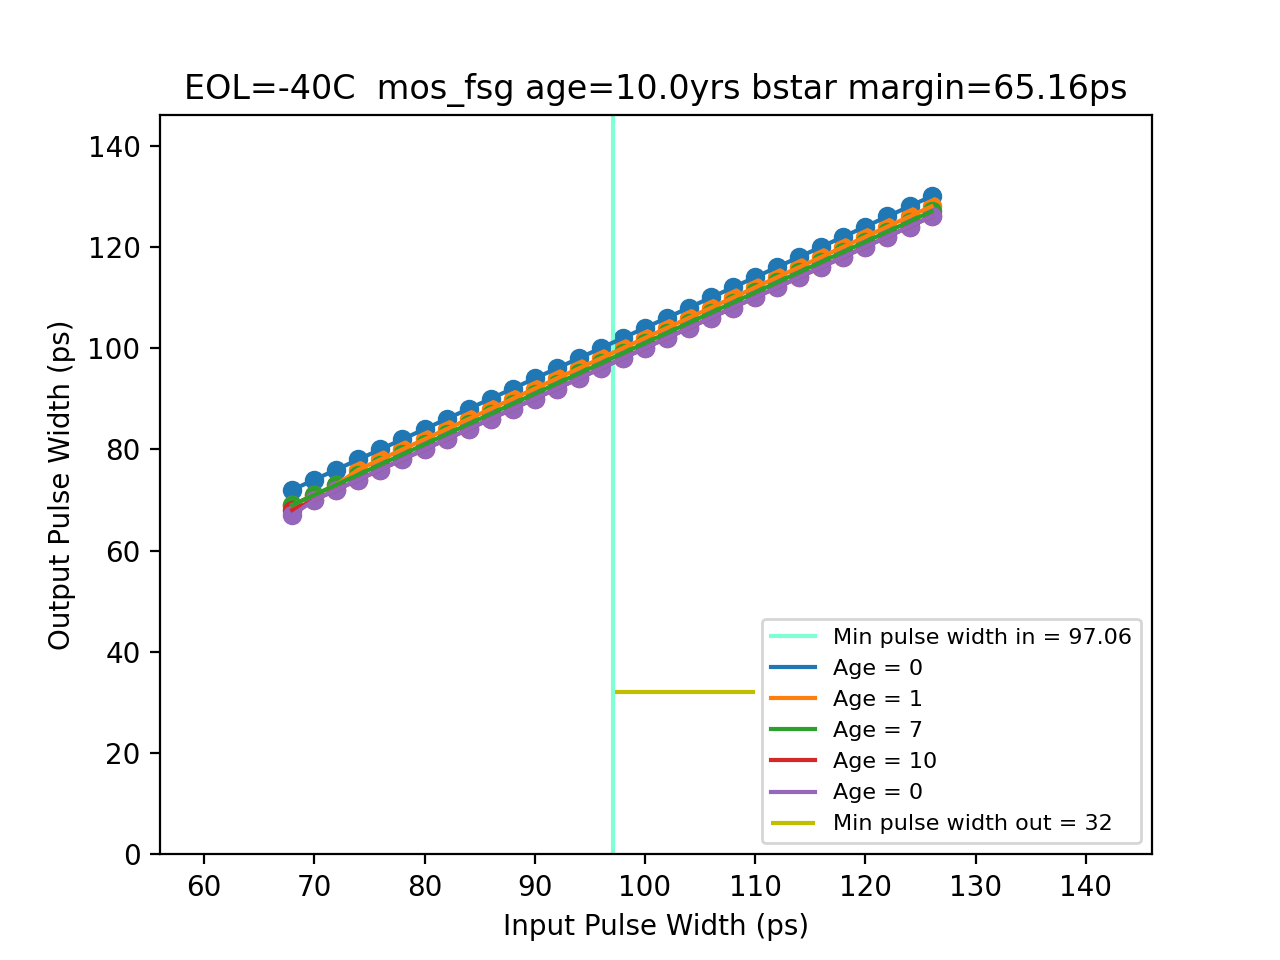 EOL=-40C  mos_fsg age=10.0yrs bstar margin=65.16ps
140
120
100
80
60
40
20
0
Output Pulse Width (ps)
Min pulse width in = 97.06
Age = 0
Age = 1
Age = 7
Age = 10
Age = 0
Min pulse width out = 32
60 70 80 90 100 110 120 130 140
Input Pulse Width (ps)